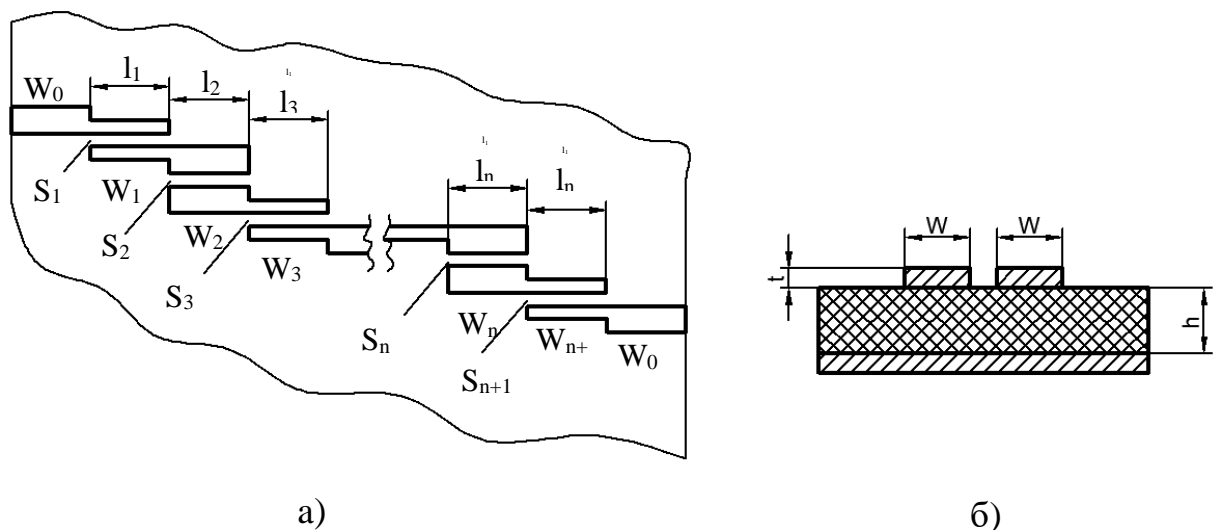 W0 l1 l2 l3
S1 W1
S2 W2
S3 W3
ln ln
Sn Wn
Sn+1 Wn+ W0
W W
t
h
а) б)